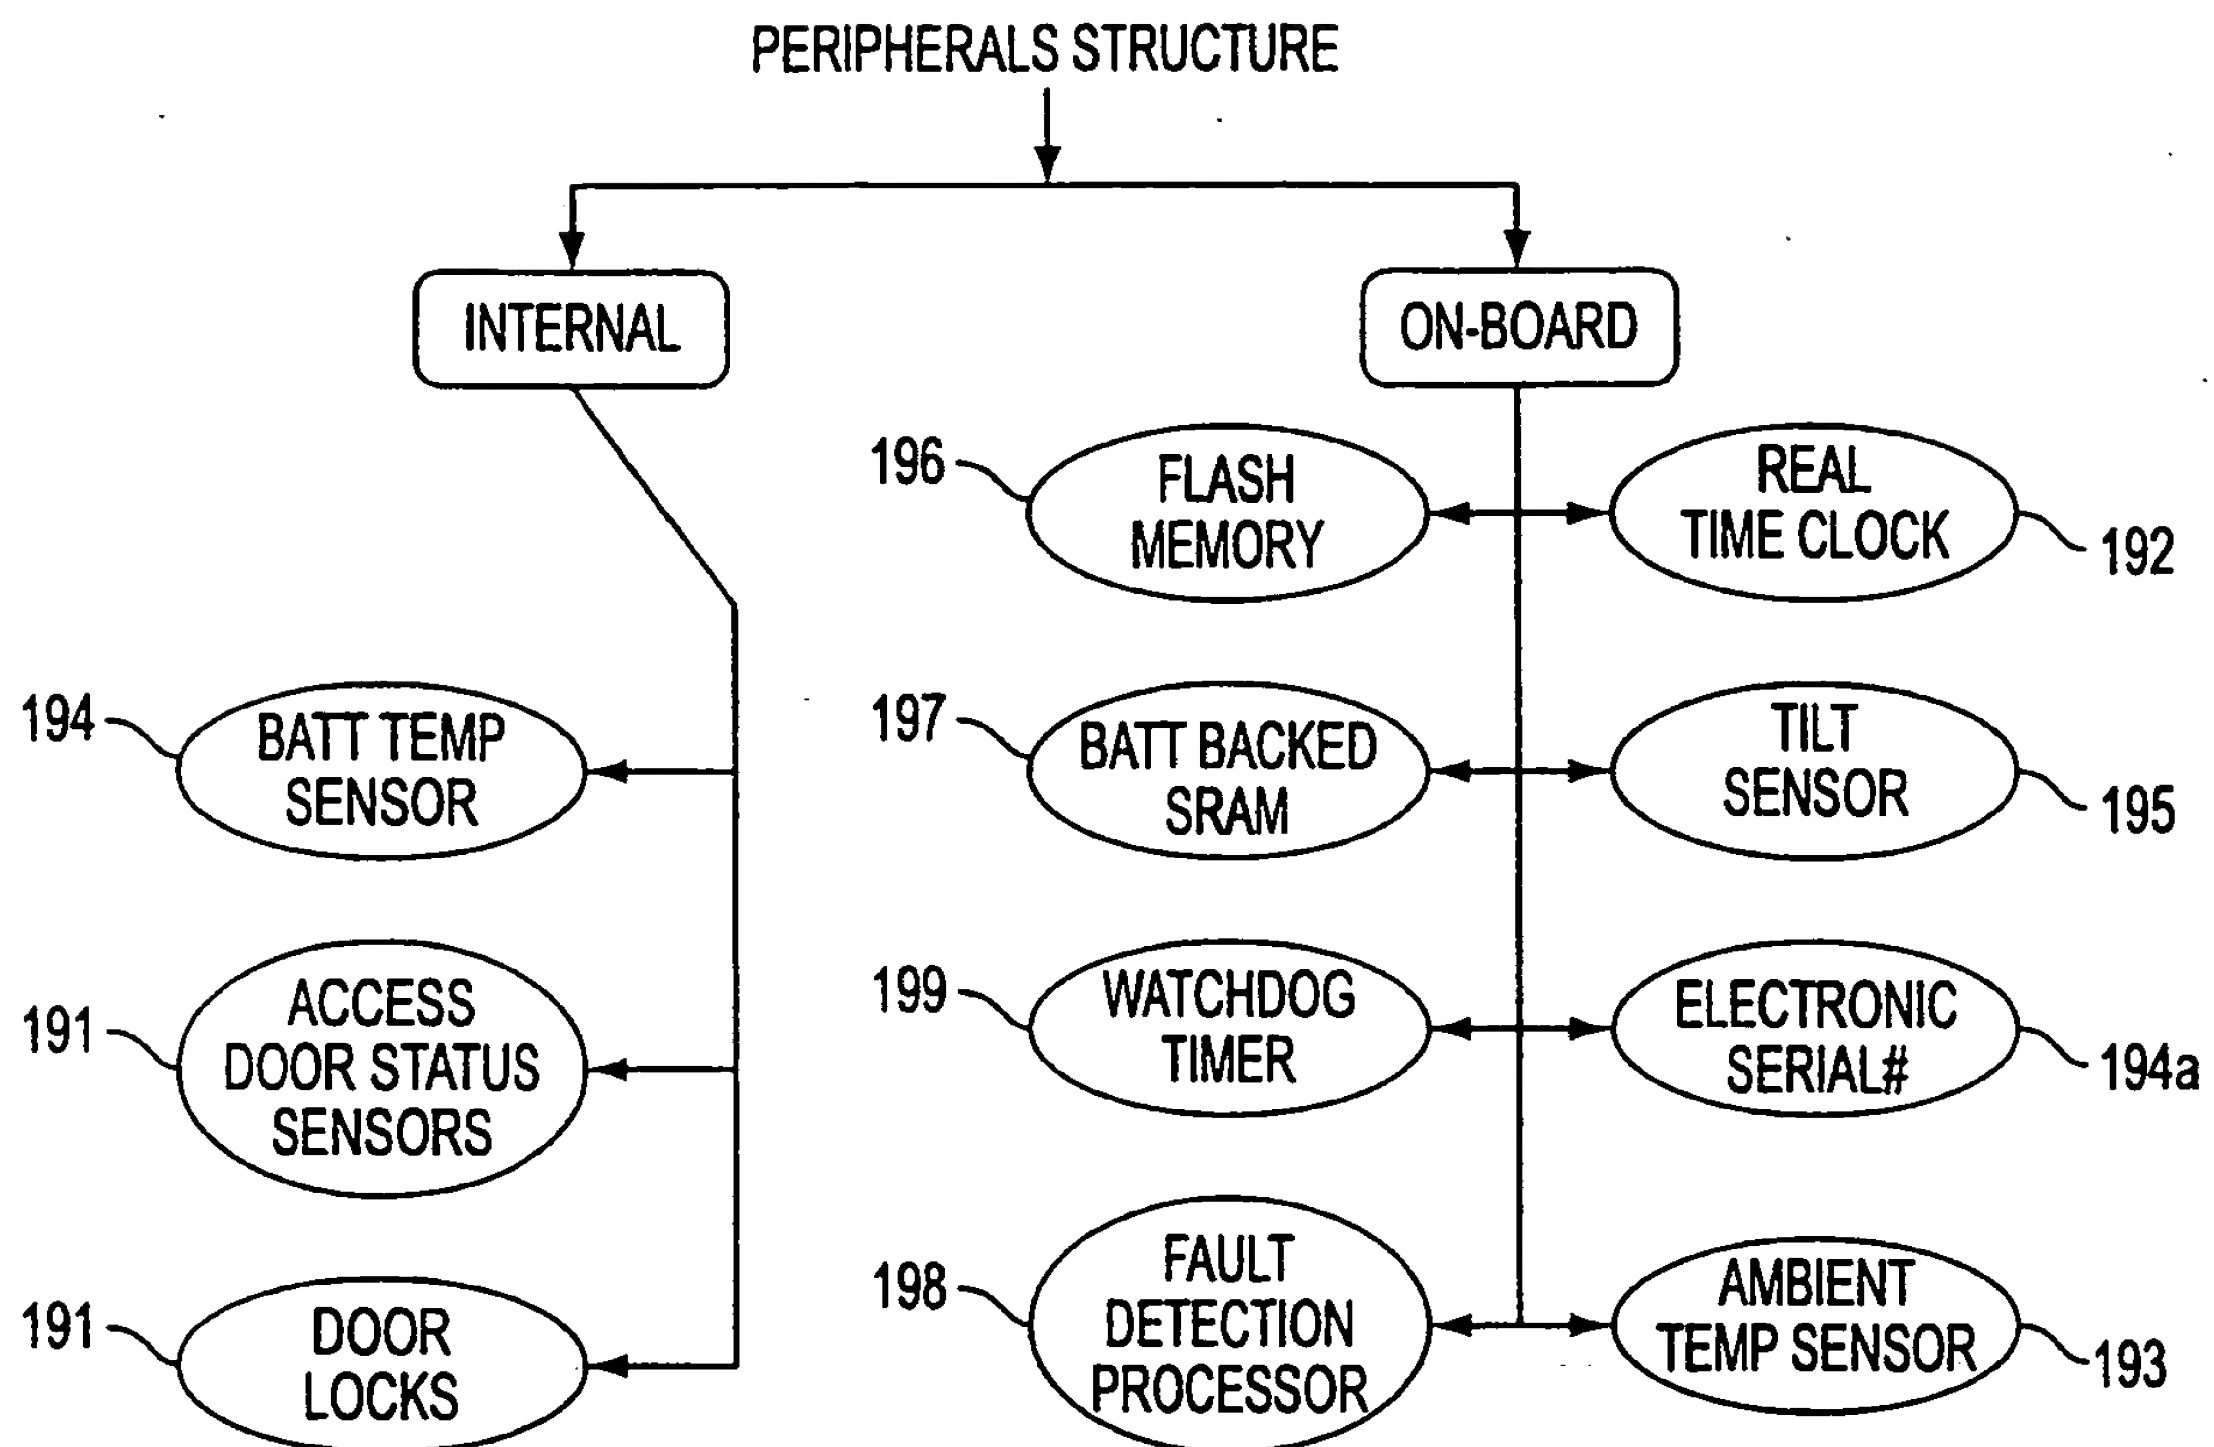 PERIPHERALS STRUCTURE
INTERNAL
ON-BOARD
196
FLASH
MEMORY
REAL
TIME CLOCK
192
194
BATT TEMP
SENSOR
197
BATT BACKED
SRAM
TILT
SENSOR
195
191
ACCESS
DOOR STATUS
SENSORS
199
WATCHDOG
TIMER
ELECTRONIC
SERIAL#
194a
191
DOOR
LOCKS
198
FAULT
DETECTION
PROCESSOR
AMBIENT
TEMP SENSOR
193